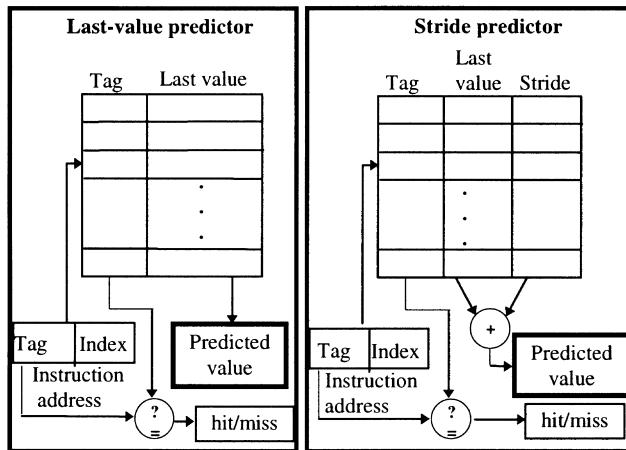 Last-value predictor
Tag Last value
.
.
.
Tag Index
Instruction
address
Predicted
value
?
=
hit/miss
Stride predictor
Last
Tag value Stride
.
.
.
+
Tag Index
Instruction
address
Predicted
value
?
=
hit/miss